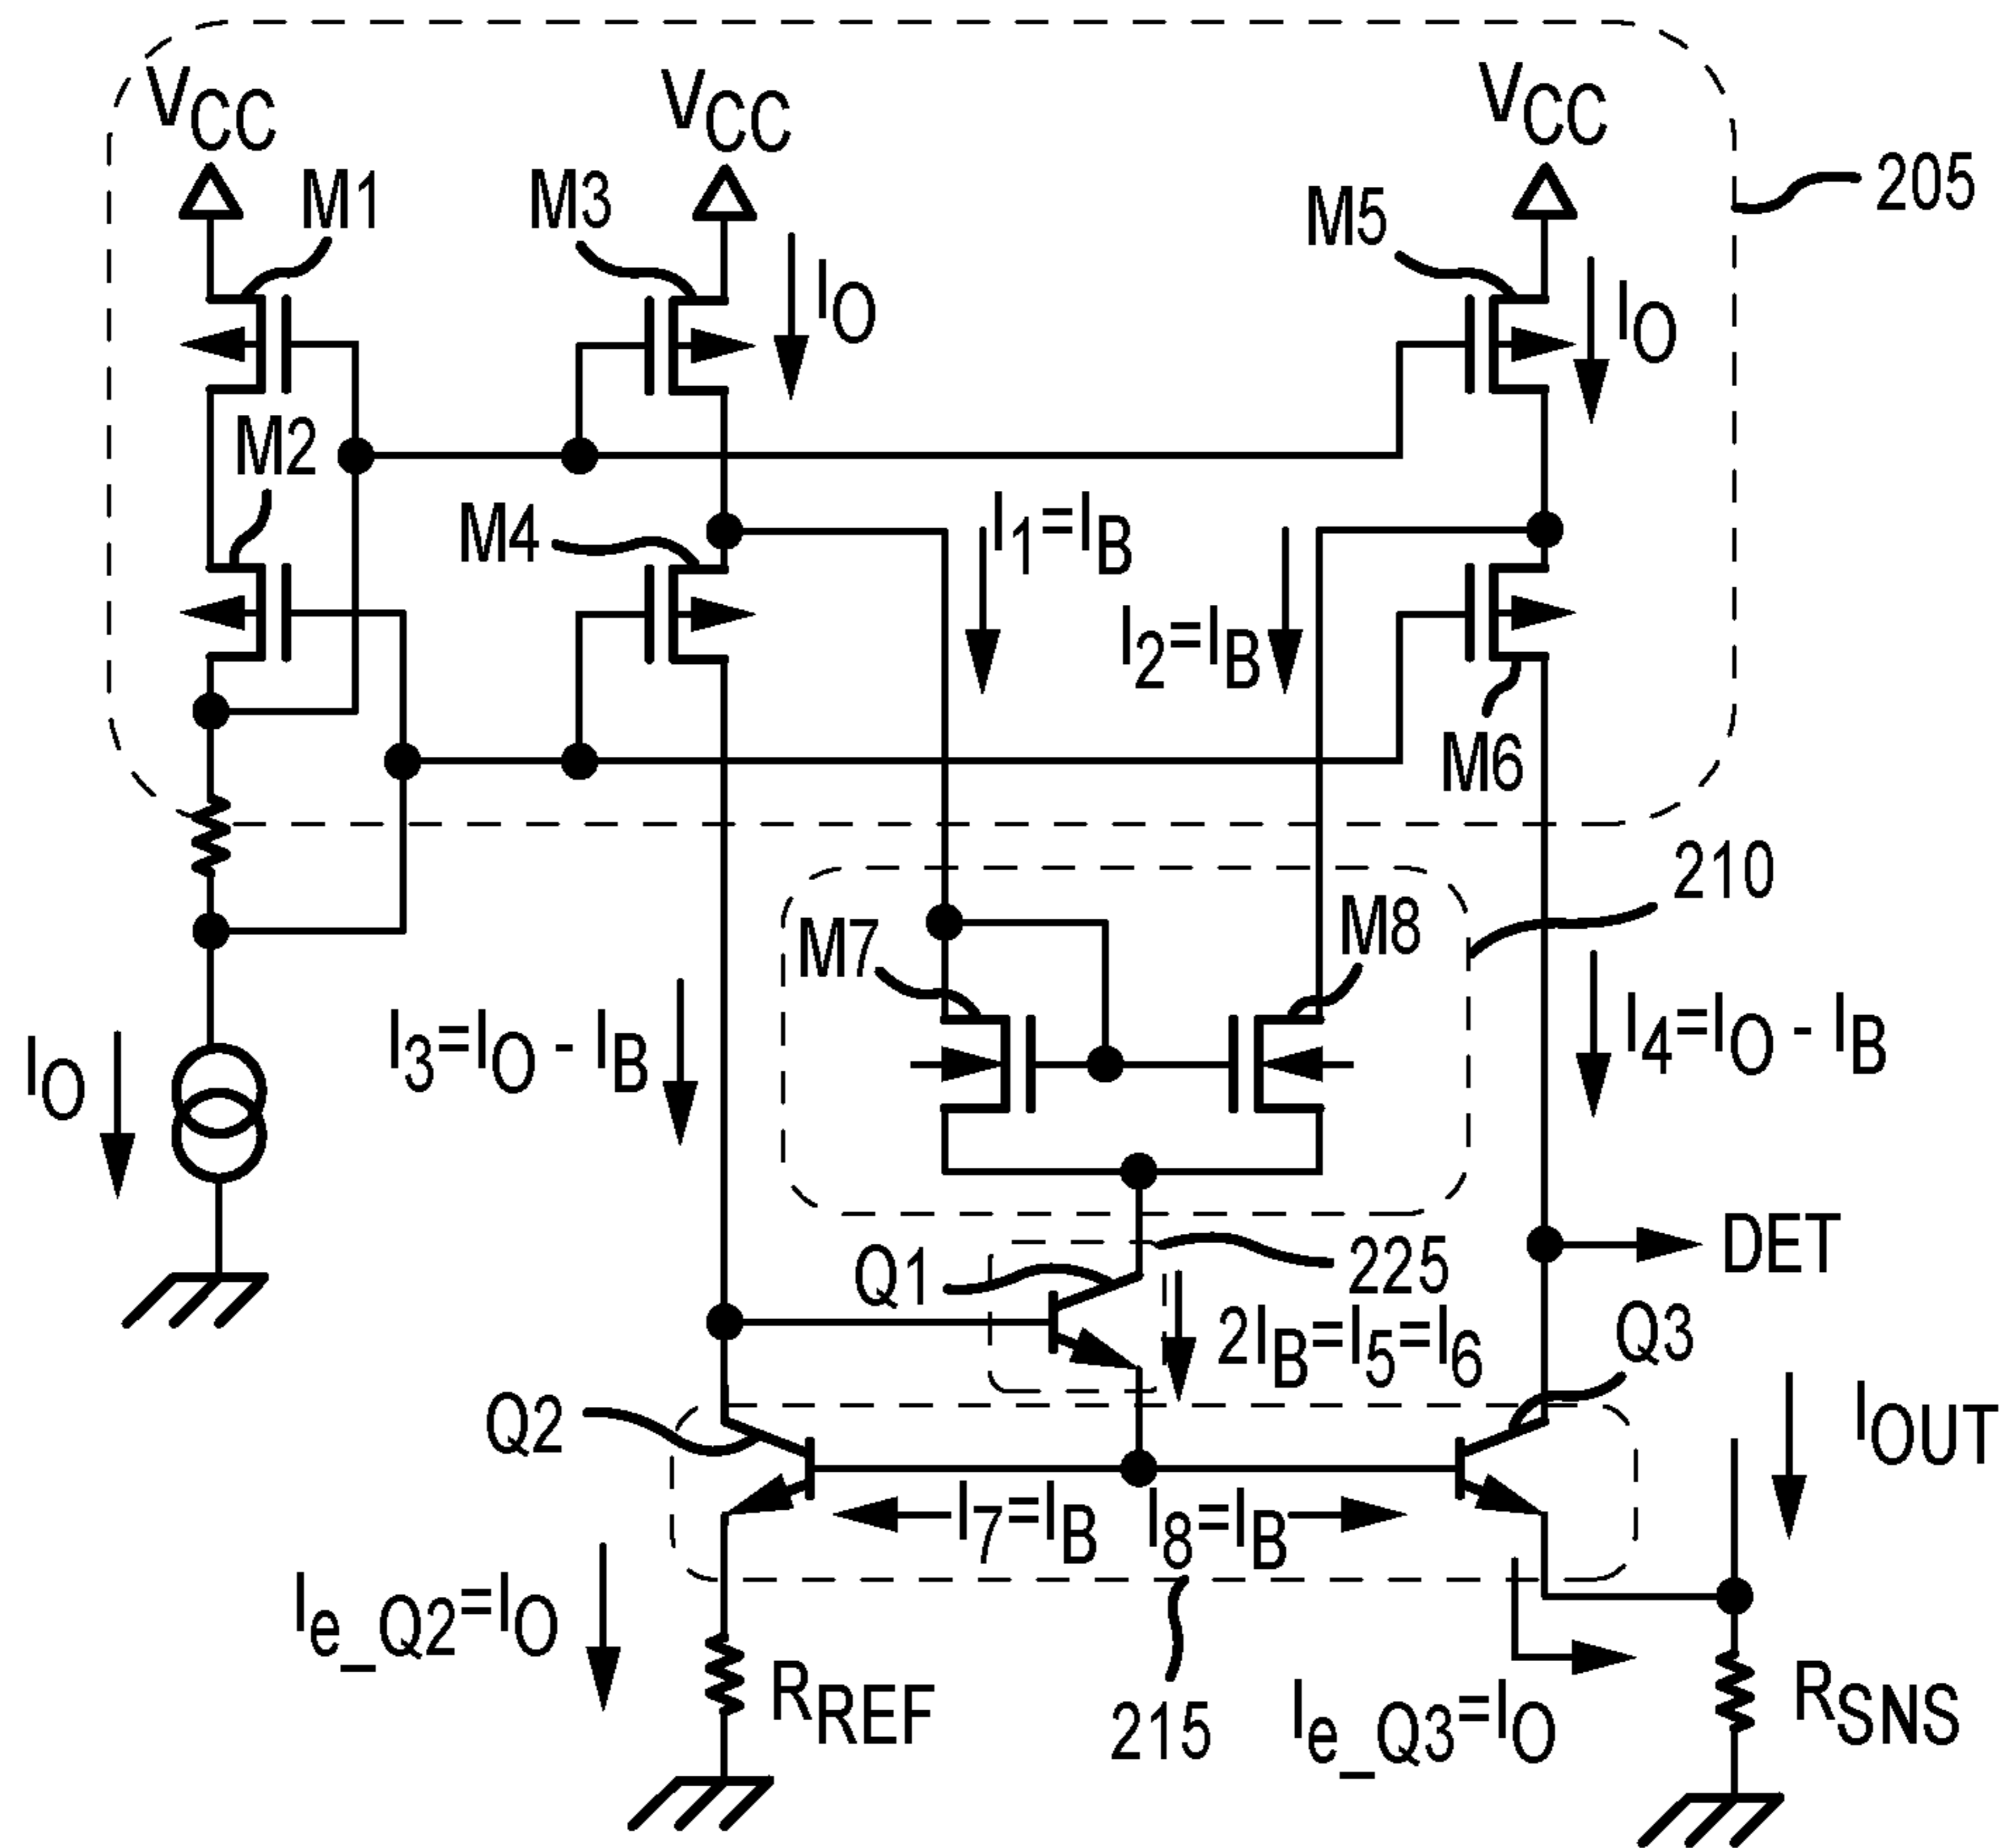 VCC
VCC
VCC
M1
M3
M5
205
IO
IO
M2
M4
I1=IB
I2=IB
M6
210
M7
M8
IO
I3=IO - IB
I4=IO - IB
DET
Q1
225
2IB=I5=I6
Q3
Q2
IOUT
I7=IB
I8=IB
Ie_Q2=IO
RREF
215
Ie_Q3=IO
RSNS